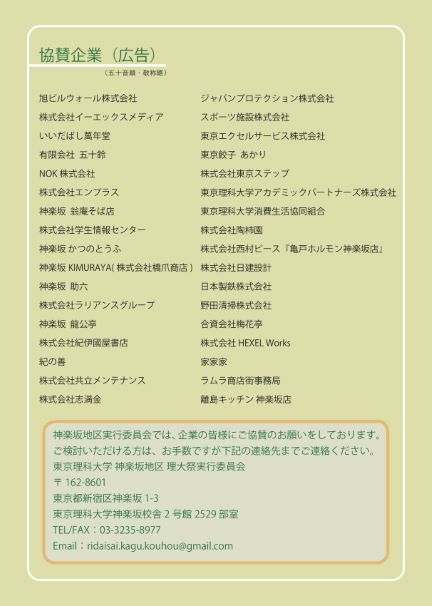 協賛企業（広告）
（五十音順・敬称略）
旭ビルウォール株式会社
株式会社イーエックスメディア
いいだばし萬年堂
有限会社 五十鈴
NOK 株式会社
株式会社エンプラス
神楽坂 翁庵そば店
株式会社学生情報センター
神楽坂 かつのとうふ
神楽坂 KIMURAYA( 株式会社橋爪商店 )
神楽坂 助六
株式会社ラリアンスグループ
神楽坂 龍公亭
株式会社紀伊國屋書店
紀の善
株式会社共立メンテナンス
株式会社志満金
ジャパンプロテクション株式会社
スポーツ施設株式会社
東京エクセルサービス株式会社
東京餃子 あかり
株式会社東京ステップ
東京理科大学アカデミックパートナーズ株式会社
東京理科大学消費生活協同組合
株式会社陶柿園
株式会社西村ピース『亀戸ホルモン神楽坂店』
株式会社日建設計
日本製鉄株式会社
野田清掃株式会社
合資会社梅花亭
株式会社 HEXEL Works
家家家
ラムラ商店街事務局
離島キッチン 神楽坂店
神楽坂地区実行委員会では、企業の皆様にご協賛のお願いをしております。
ご検討いただける方は、お手数ですが下記の連絡先までご連絡ください。
東京理科大学 神楽坂地区 理大祭実行委員会
〒 162-8601
東京都新宿区神楽坂 1-3
東京理科大学神楽坂校舎 2 号館 2529 部室
TEL/FAX：03-3235-8977
Email：ridaisai.kagu.kouhou@gmail.com